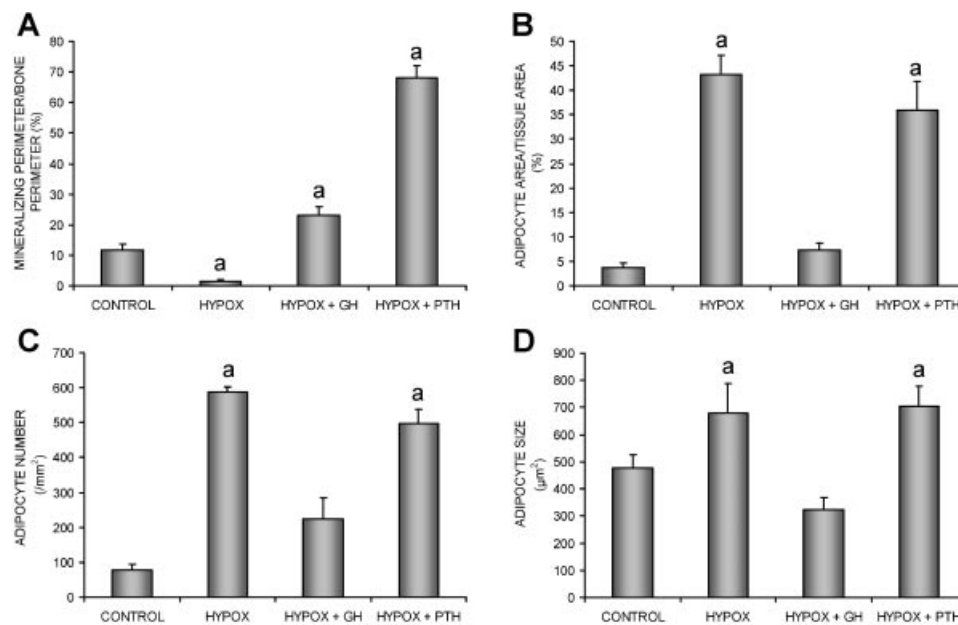 A
MINERALIZING PERIMETER/BONE
PERIMETER (%)
80
70
60
50
40
30
20
10
0
a
a
a
CONTROL HYPOX HYPOX + GH HYPOX + PTH
B
ADIPOCYTE AREA/TISSUE AREA
(%)
50
45
40
35
30
25
20
15
10
5
0
a
a
CONTROL HYPOX HYPOX + GH HYPOX + PTH
C
ADIPOCYTE NUMBER
(/mm²)
700
600
500
400
300
200
100
0
a
a
CONTROL HYPOX HYPOX + GH HYPOX + PTH
D
ADIPOCYTE SIZE
(µm²)
900
800
700
600
500
400
300
200
100
0
a
a
CONTROL HYPOX HYPOX + GH HYPOX + PTH